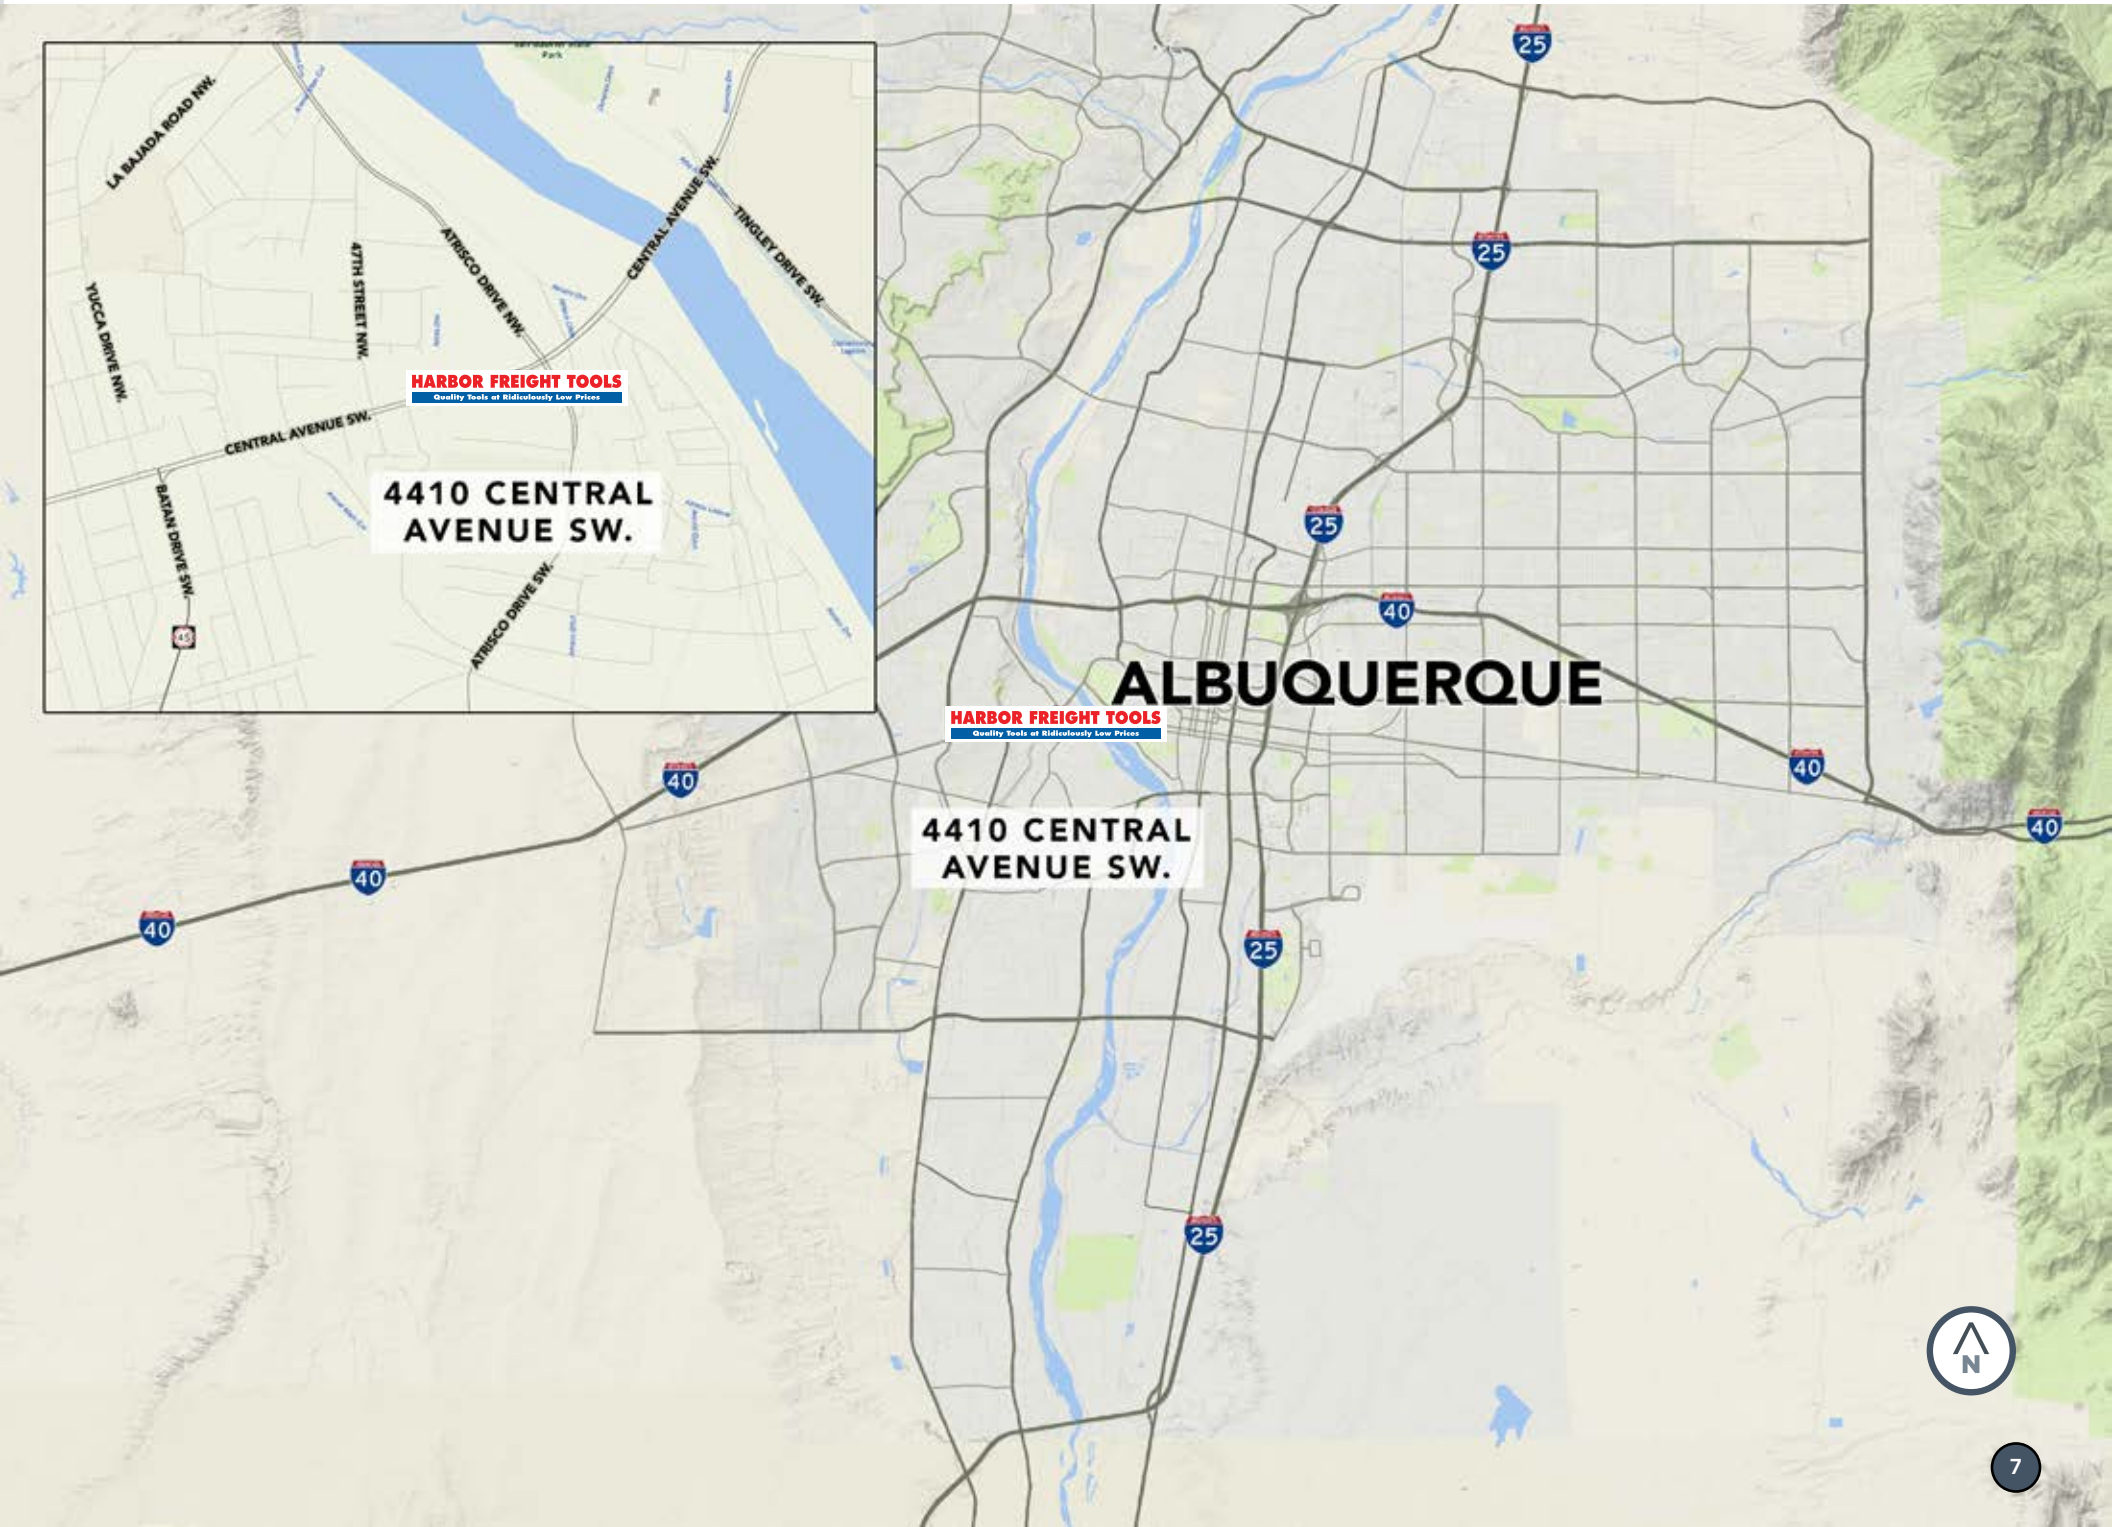 Park
LA BAJADA ROAD NW.
CENTRAL AVENUE SW.
TINGLEY DRIVE SW.
ATRISCO DRIVE NW.
47TH STREET NW.
YUCCA DRIVE NW.
HARBOR FREIGHT TOOLS
Quality Tools at Ridiculously Low Prices
CENTRAL AVENUE SW.
4410 CENTRAL
AVENUE SW.
BATAN DRIVE SW.
ATRISCO DRIVE SW.
45
25
25
25
40
ALBUQUERQUE
HARBOR FREIGHT TOOLS
Quality Tools at Ridiculously Low Prices
40
40
40
4410 CENTRAL
AVENUE SW.
40
40
25
25
N
7